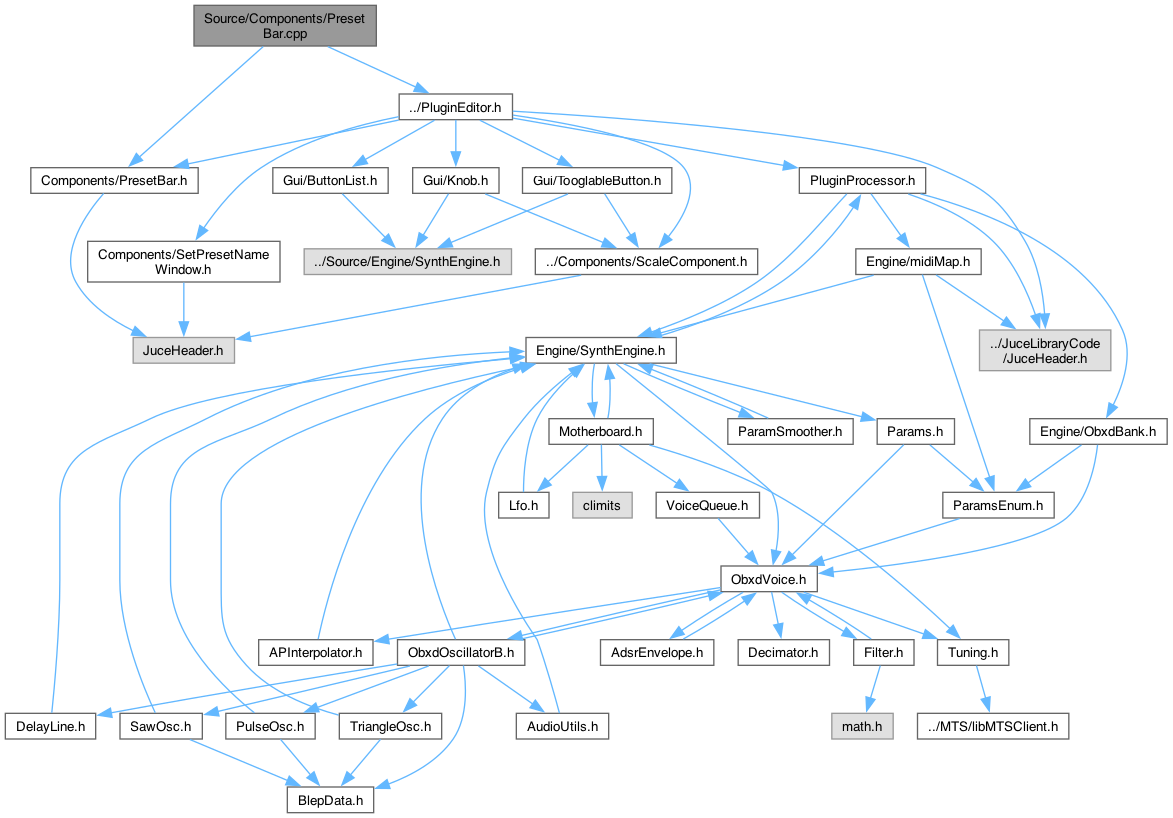 Source/Components/Preset
Bar.cpp
../PluginEditor.h
Components/PresetBar.h
Gui/ButtonList.h
Gui/Knob.h
Gui/TooglableButton.h
PluginProcessor.h
Components/SetPresetName
Window.h
../Source/Engine/SynthEngine.h
../Components/ScaleComponent.h
Engine/midiMap.h
JuceHeader.h
Engine/SynthEngine.h
../JuceLibraryCode
/JuceHeader.h
Motherboard.h
ParamSmoother.h
Params.h
Engine/ObxdBank.h
Lfo.h
climits
VoiceQueue.h
ParamsEnum.h
ObxdVoice.h
APInterpolator.h
ObxdOscillatorB.h
AdsrEnvelope.h
Decimator.h
Filter.h
Tuning.h
DelayLine.h
SawOsc.h
PulseOsc.h
TriangleOsc.h
AudioUtils.h
math.h
../MTS/libMTSClient.h
BlepData.h